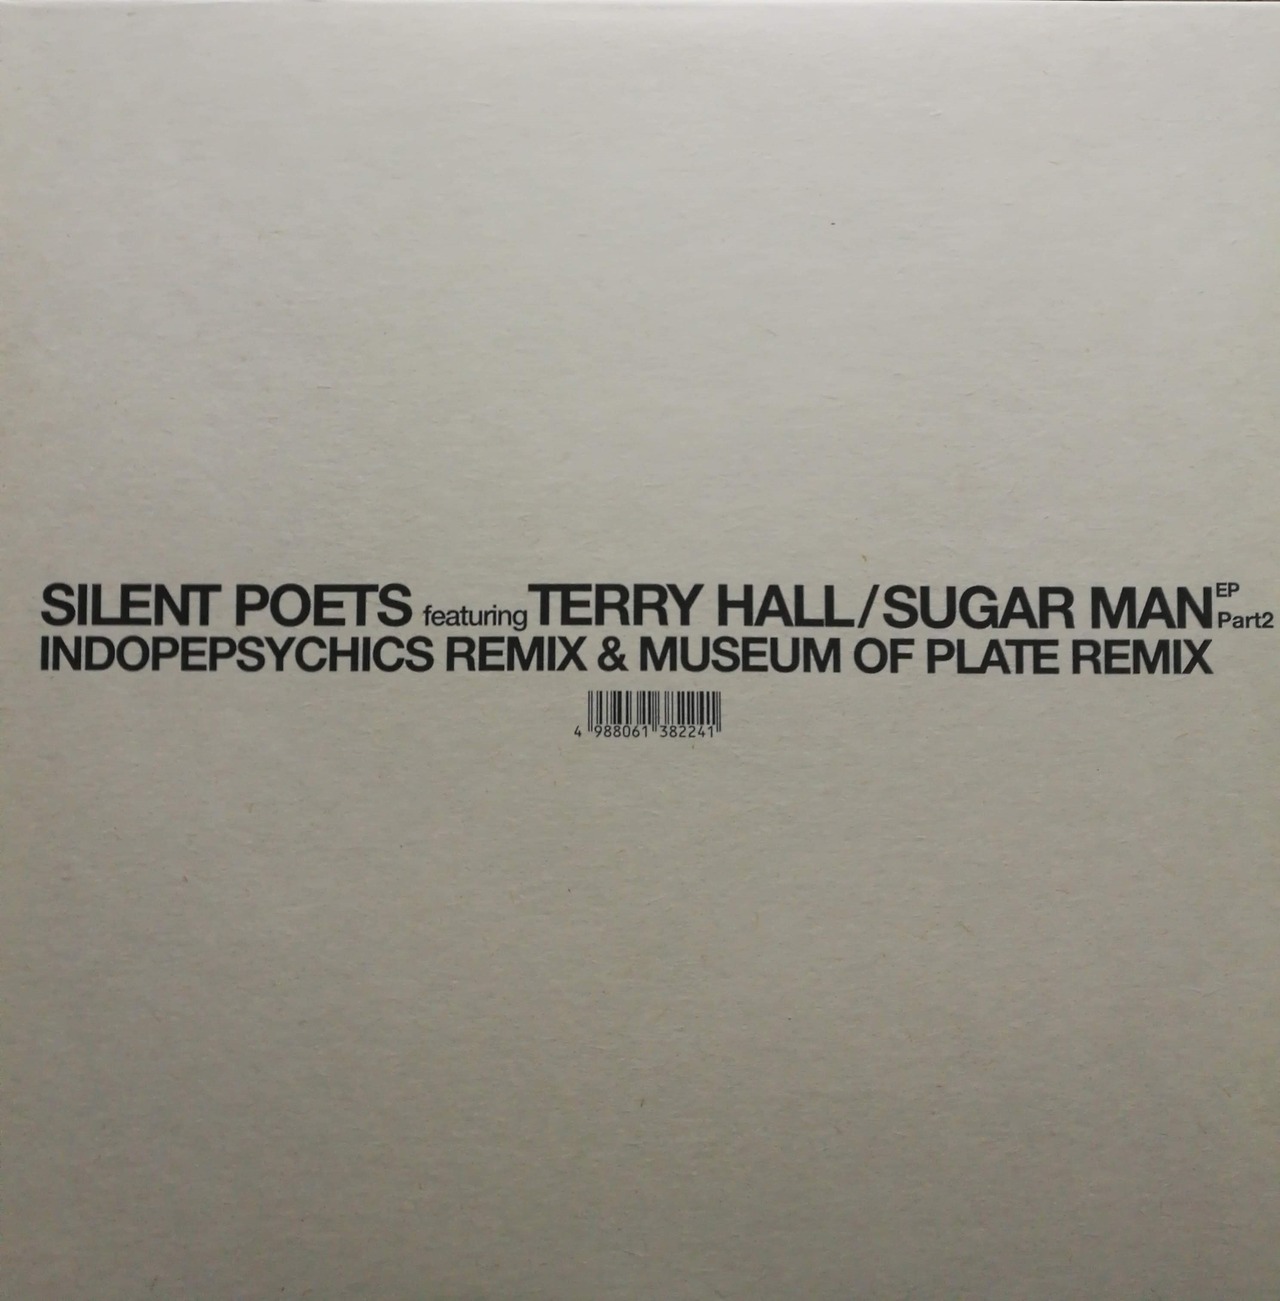 SILENT POETS featuring TERRY HALL/SUGAR MAN EP Part2
INDOPEPSYCHICS REMIX & MUSEUM OF PLATE REMIX
4 988061 382241